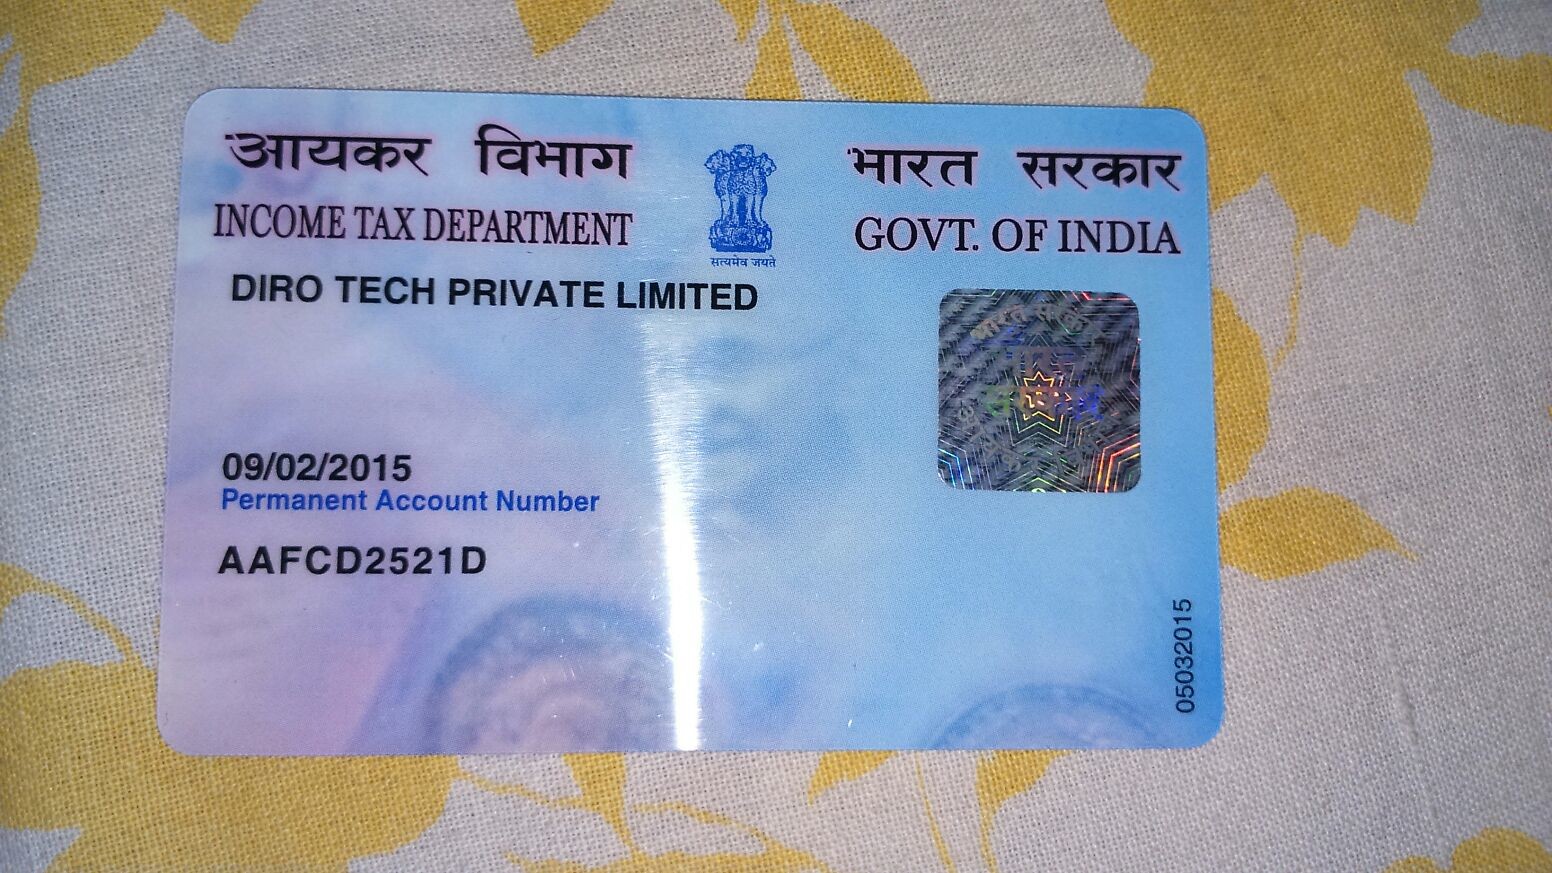 आयकर विभाग
INCOME TAX DEPARTMENT
सत्यमेव जयते
भारत सरकार
GOVT. OF INDIA
DIRO TECH PRIVATE LIMITED
09/02/2015
Permanent Account Number
AAFCD2521D
05032015